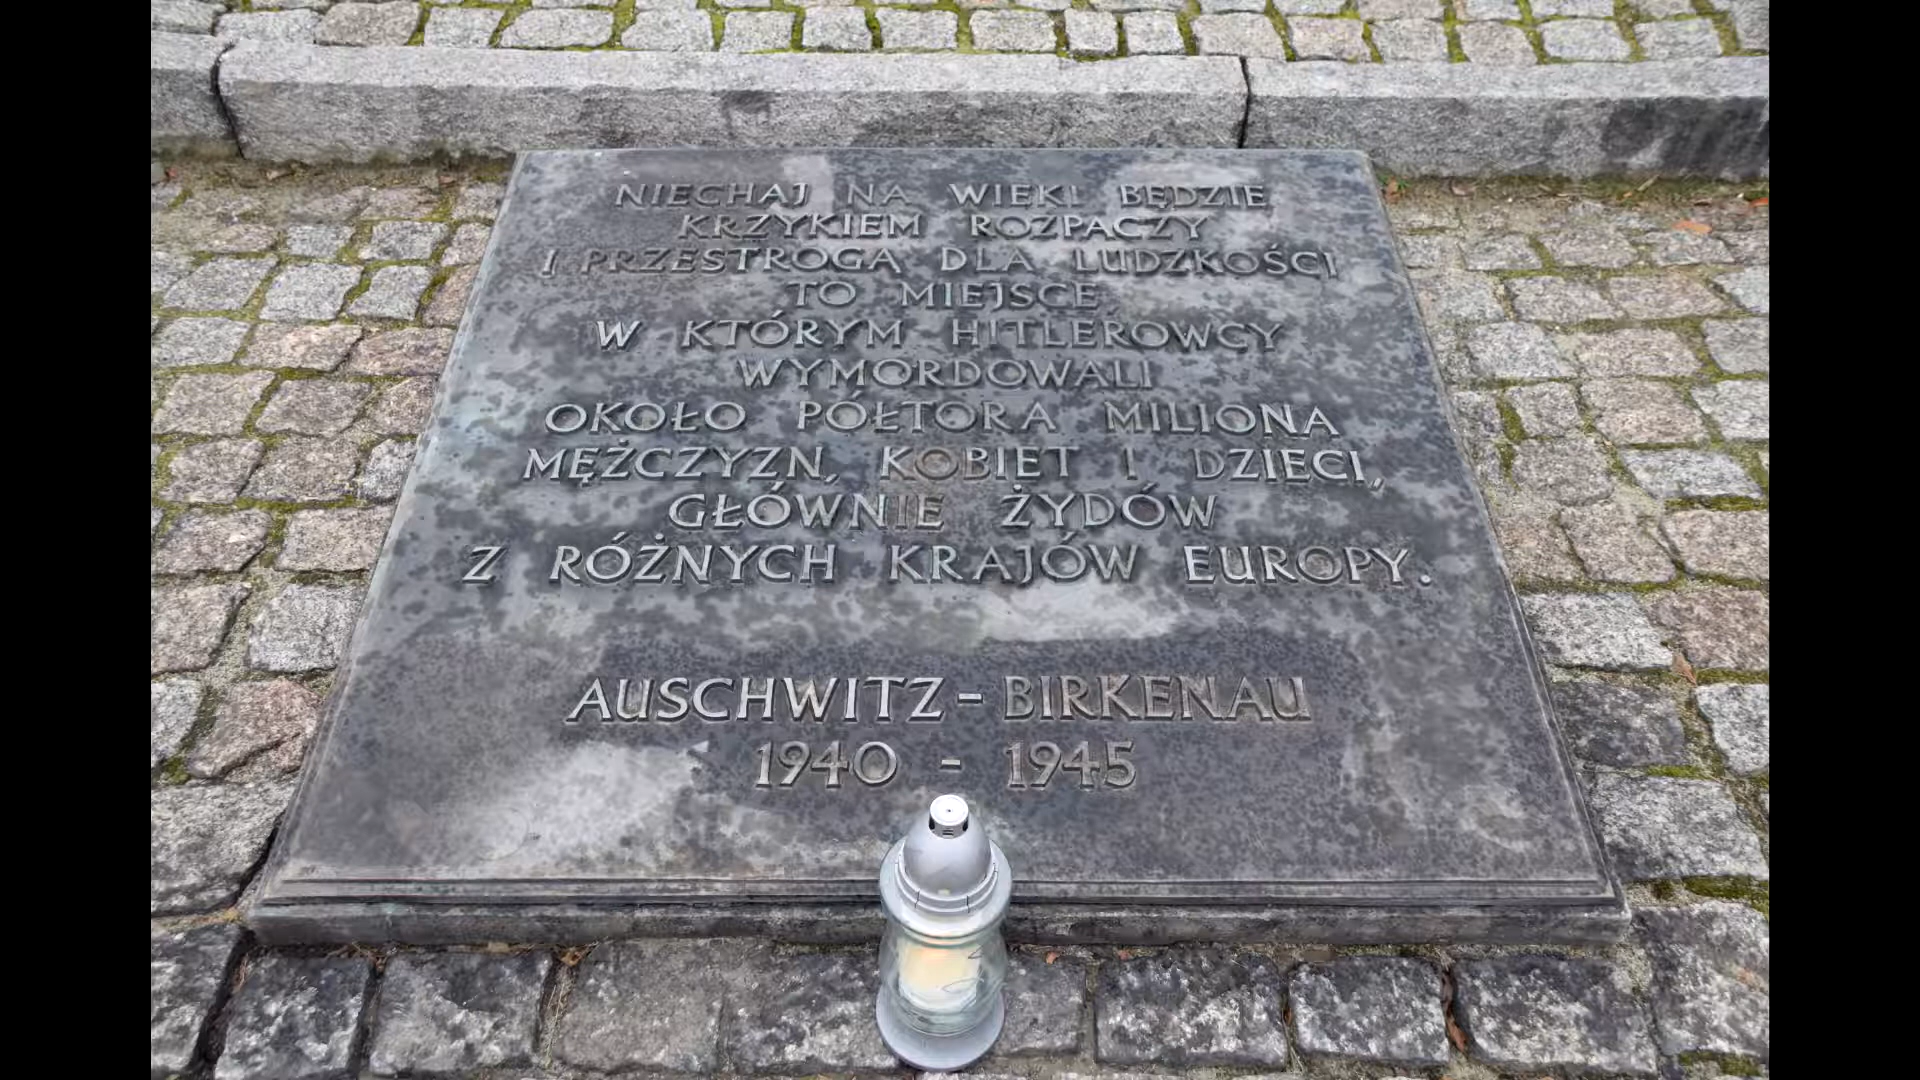 NIECHAJ NA WIEKI BĘDZIE
KRZYKIEM ROZPACZY
I PRZESTROGĄ DLA LUDZKOŚCI
TO MIEJSCE
W KTÓRYM HITLEROWCY
WYMORDOWALI
OKOŁO PÓŁTORA MILIONA
MĘŻCZYZN, KOBIET I DZIECI,
GŁÓWNIE ŻYDÓW
Z RÓŻNYCH KRAJÓW EUROPY.
AUSCHWITZ - BIRKENAU
1940 - 1945